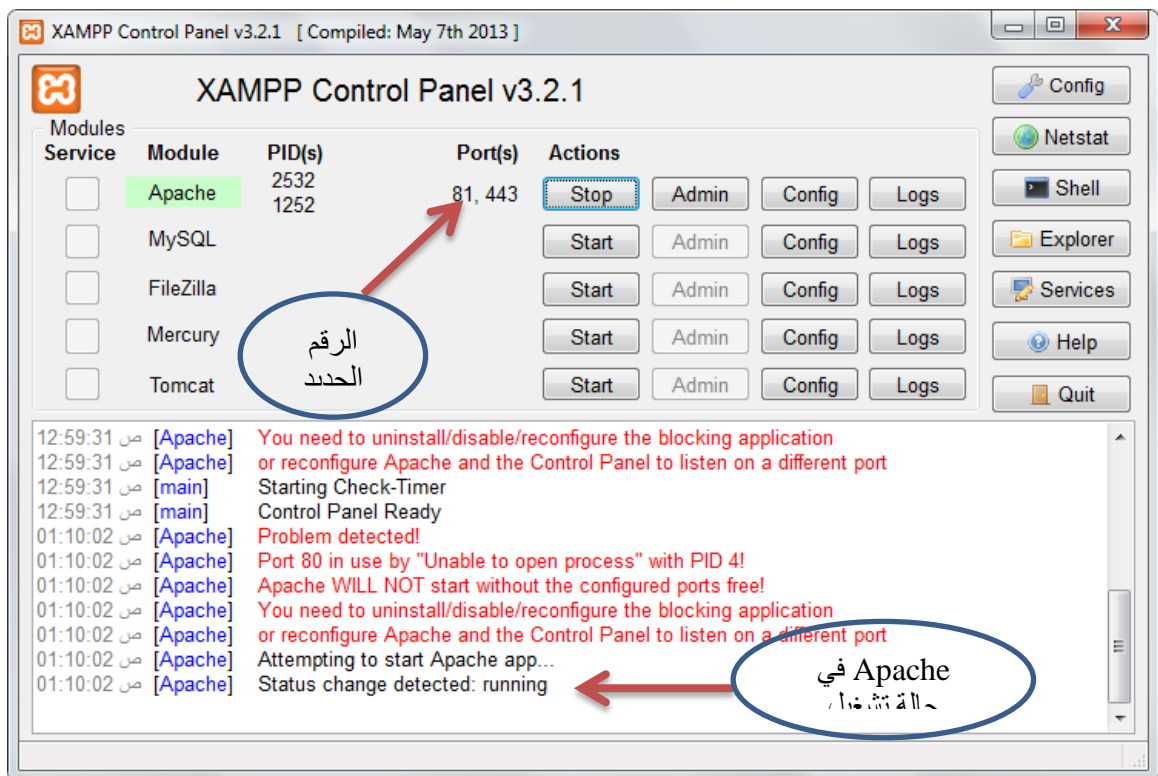 XAMPP Control Panel v3.2.1 [ Compiled: May 7th 2013 ]
XAMPP Control Panel v3.2.1
Config
Netstat
Shell
Explorer
Services
Help
Quit
Modules
Service Module PID(s) Port(s) Actions
Apache 2532 1252 81, 443 Stop Admin Config Logs
MySQL Start Admin Config Logs
FileZilla Start Admin Config Logs
Mercury Start Admin Config Logs
Tomcat Start Admin Config Logs
الرقم
الجديد
12:59:31 ص [Apache] You need to uninstall/disable/reconfigure the blocking application
12:59:31 ص [Apache] or reconfigure Apache and the Control Panel to listen on a different port
12:59:31 ص [main] Starting Check-Timer
12:59:31 ص [main] Control Panel Ready
01:10:02 ص [Apache] Problem detected!
01:10:02 ص [Apache] Port 80 in use by "Unable to open process" with PID 4!
01:10:02 ص [Apache] Apache WILL NOT start without the configured ports free!
01:10:02 ص [Apache] You need to uninstall/disable/reconfigure the blocking application
01:10:02 ص [Apache] or reconfigure Apache and the Control Panel to listen on a different port
01:10:02 ص [Apache] Attempting to start Apache app...
01:10:02 ص [Apache] Status change detected: running
Apache في
حالة تشغيل